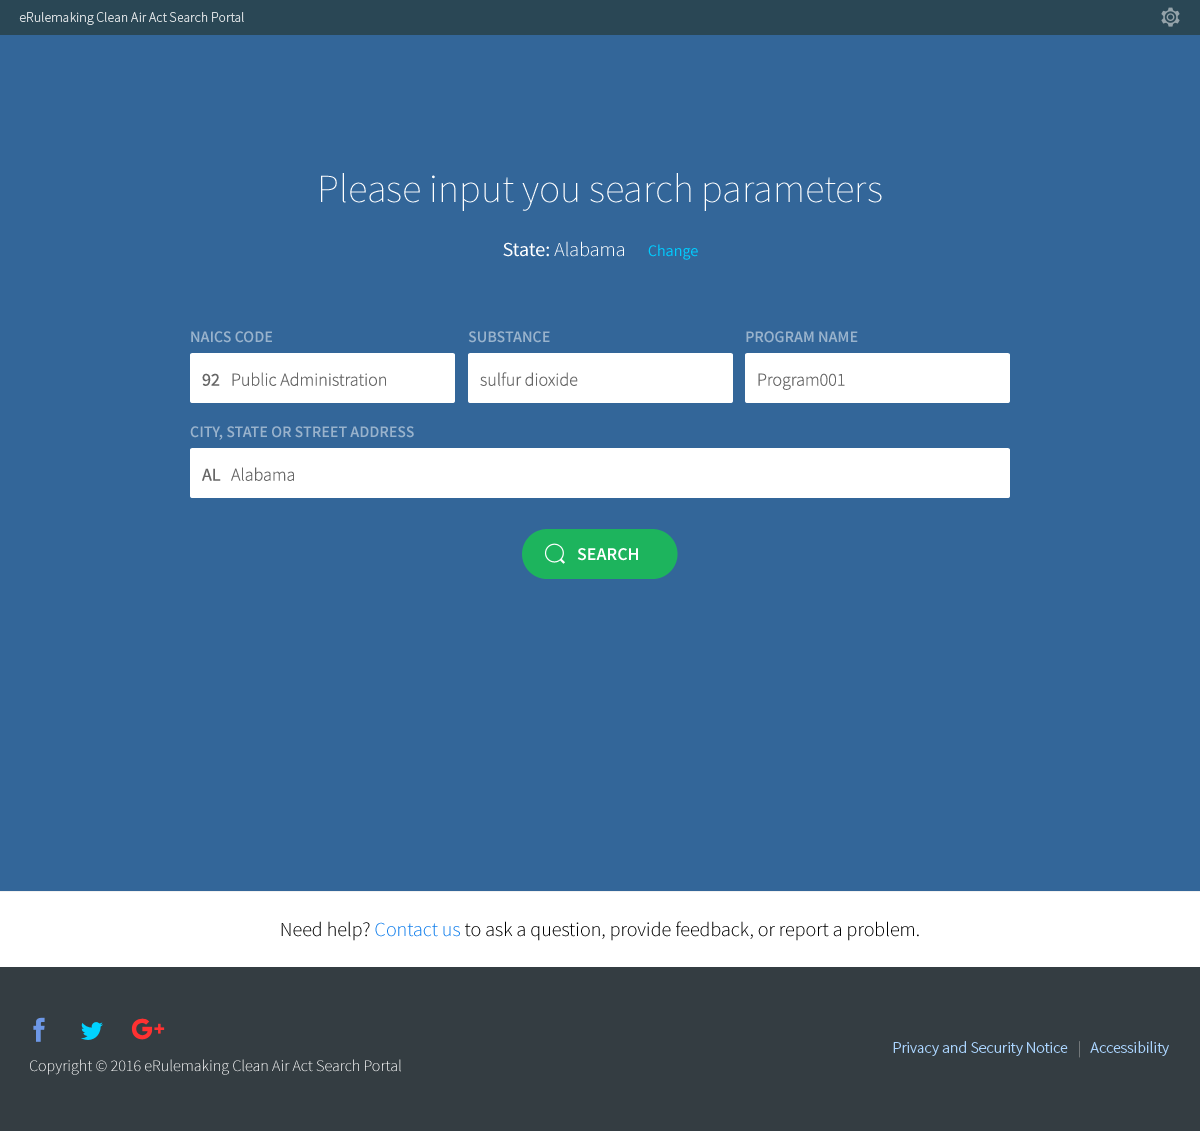 eRulemaking Clean Air Act Search Portal
Please input you search parameters
State: Alabama Change
NAICS CODE
SUBSTANCE
PROGRAM NAME
92 Public Administration
sulfur dioxide
Program001
CITY, STATE OR STREET ADDRESS
AL Alabama
SEARCH
Need help? Contact us to ask a question, provide feedback, or report a problem.
f
G+
Copyright © 2016 eRulemaking Clean Air Act Search Portal
Privacy and Security Notice | Accessibility